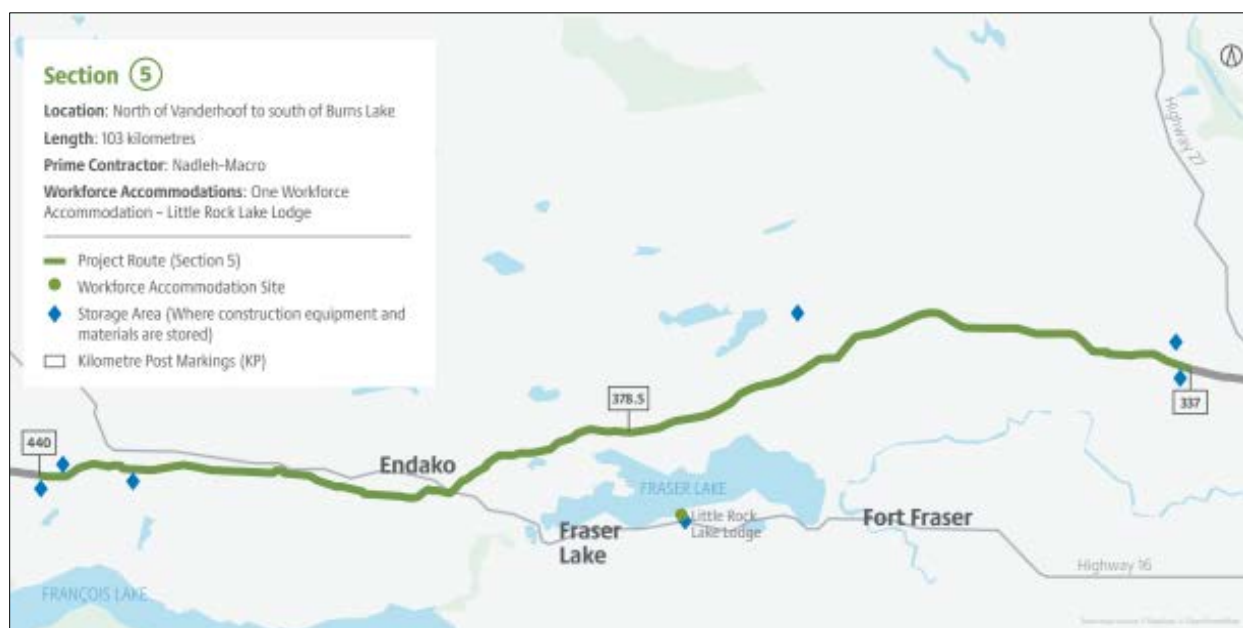 Section 5
Location: North of Vanderhoof to south of Burns Lake
Length: 103 kilometres
Prime Contractor: Nadleh-Macro
Workforce Accommodations: One Workforce
Accommodation – Little Rock Lake Lodge
Project Route (Section 5)
Workforce Accommodation Site
Storage Area (Where construction equipment and
materials are stored)
Kilometre Post Markings (KP)
Highway 27
378.5
337
440
Endako
FRASER LAKE
Little Rock
Lake Lodge
Fraser
Lake
Fort Fraser
Highway 16
FRANÇOIS LAKE